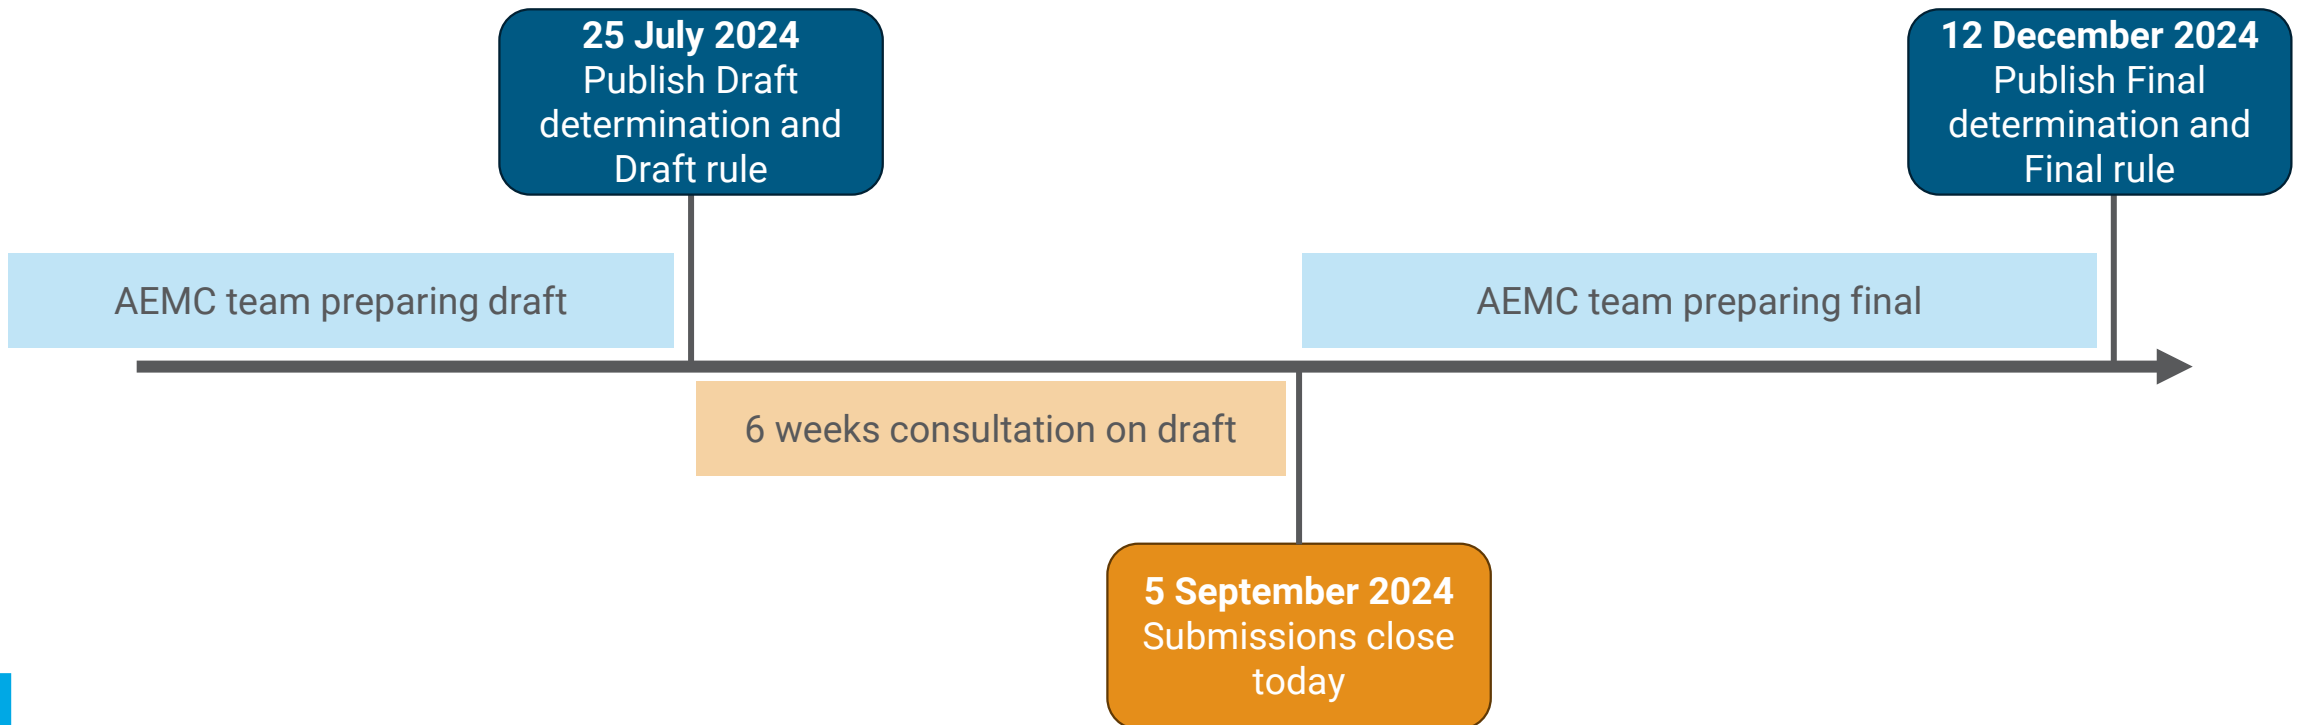 25 July 2024
Publish Draft
determination and
Draft rule
12 December 2024
Publish Final
determination and
Final rule
AEMC team preparing draft
AEMC team preparing final
6 weeks consultation on draft
5 September 2024
Submissions close
today